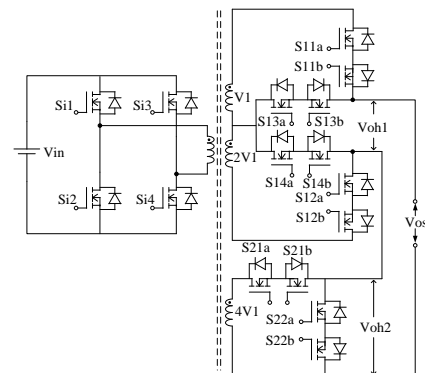 S11a
S11b
Si1
Si3
V1
S13a
S13b
Voh1
Vin
2V1
S14a
S14b
S12a
Si2
Si4
S12b
Vos
S21a
S21b
4V1
S22a
Voh2
S22b